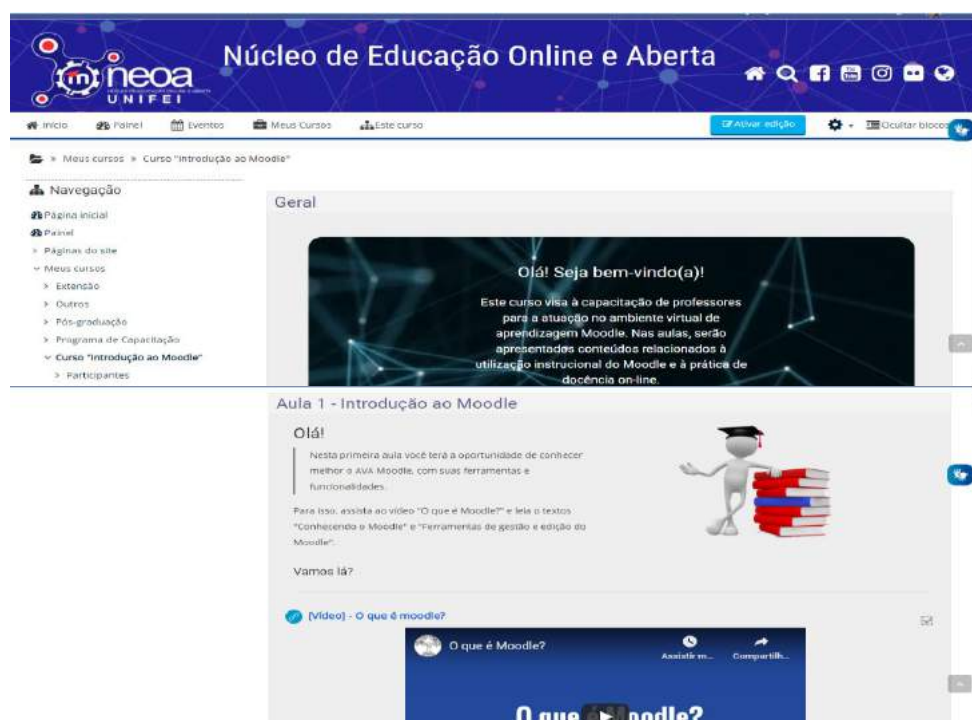 Núcleo de Educação Online e Aberta
neoa
UNIFEI
Início Painel Eventos Meus Cursos Este curso Ativar edição Ocultar blocos
» Meus cursos » Curso "Introdução ao Moodle"
Navegação
Página inicial
Painel
Páginas do site
Meus cursos
Extensão
Outros
Pós-graduação
Programa de Capacitação
Curso "Introdução ao Moodle"
Participantes
Geral
Olá! Seja bem-vindo(a)!
Este curso visa à capacitação de professores
para a atuação no ambiente virtual de
aprendizagem Moodle. Nas aulas, serão
apresentados conteúdos relacionados à
utilização instrucional do Moodle e à prática de
docência on-line.
Aula 1 - Introdução ao Moodle
Olá!
Nesta primeira aula você terá a oportunidade de conhecer
melhor o AVA Moodle, com suas ferramentas e
funcionalidades.
Para isso, assista ao vídeo "O que é Moodle?" e leia o textos
"Conhecendo o Moodle" e "Ferramentas de gestão e edição do
Moodle".
Vamos lá?
[Vídeo] - O que é moodle?
O que é Moodle?
Assistir m... Compartilh...
O que é Moodle?